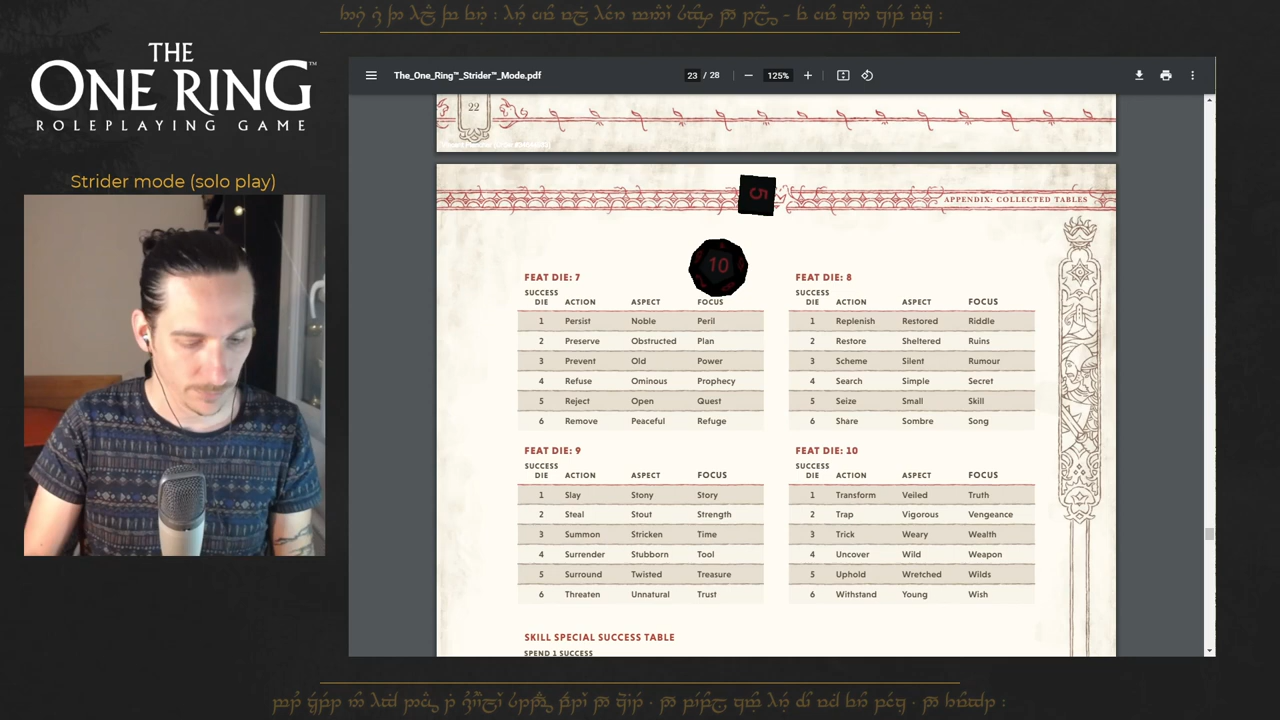 THE
ONE RING™
ROLEPLAYING GAME
Strider mode (solo play)
The_One_Ring™_Strider™_Mode.pdf
23 / 28
125%
22
5
APPENDIX: COLLECTED TABLES
10
FEAT DIE: 7
SUCCESS
DIE ACTION ASPECT FOCUS
1 Persist Noble Peril
2 Preserve Obstructed Plan
3 Prevent Old Power
4 Refuse Ominous Prophecy
5 Reject Open Quest
6 Remove Peaceful Refuge
FEAT DIE: 8
SUCCESS
DIE ACTION ASPECT FOCUS
1 Replenish Restored Riddle
2 Restore Sheltered Ruins
3 Scheme Silent Rumour
4 Search Simple Secret
5 Seize Small Skill
6 Share Sombre Song
FEAT DIE: 9
SUCCESS
DIE ACTION ASPECT FOCUS
1 Slay Stony Story
2 Steal Stout Strength
3 Summon Stricken Time
4 Surrender Stubborn Tool
5 Surround Twisted Treasure
6 Threaten Unnatural Trust
FEAT DIE: 10
SUCCESS
DIE ACTION ASPECT FOCUS
1 Transform Veiled Truth
2 Trap Vigorous Vengeance
3 Trick Weary Wealth
4 Uncover Wild Weapon
5 Uphold Wretched Wilds
6 Withstand Young Wish
SKILL SPECIAL SUCCESS TABLE
SPEND 1 SUCCESS